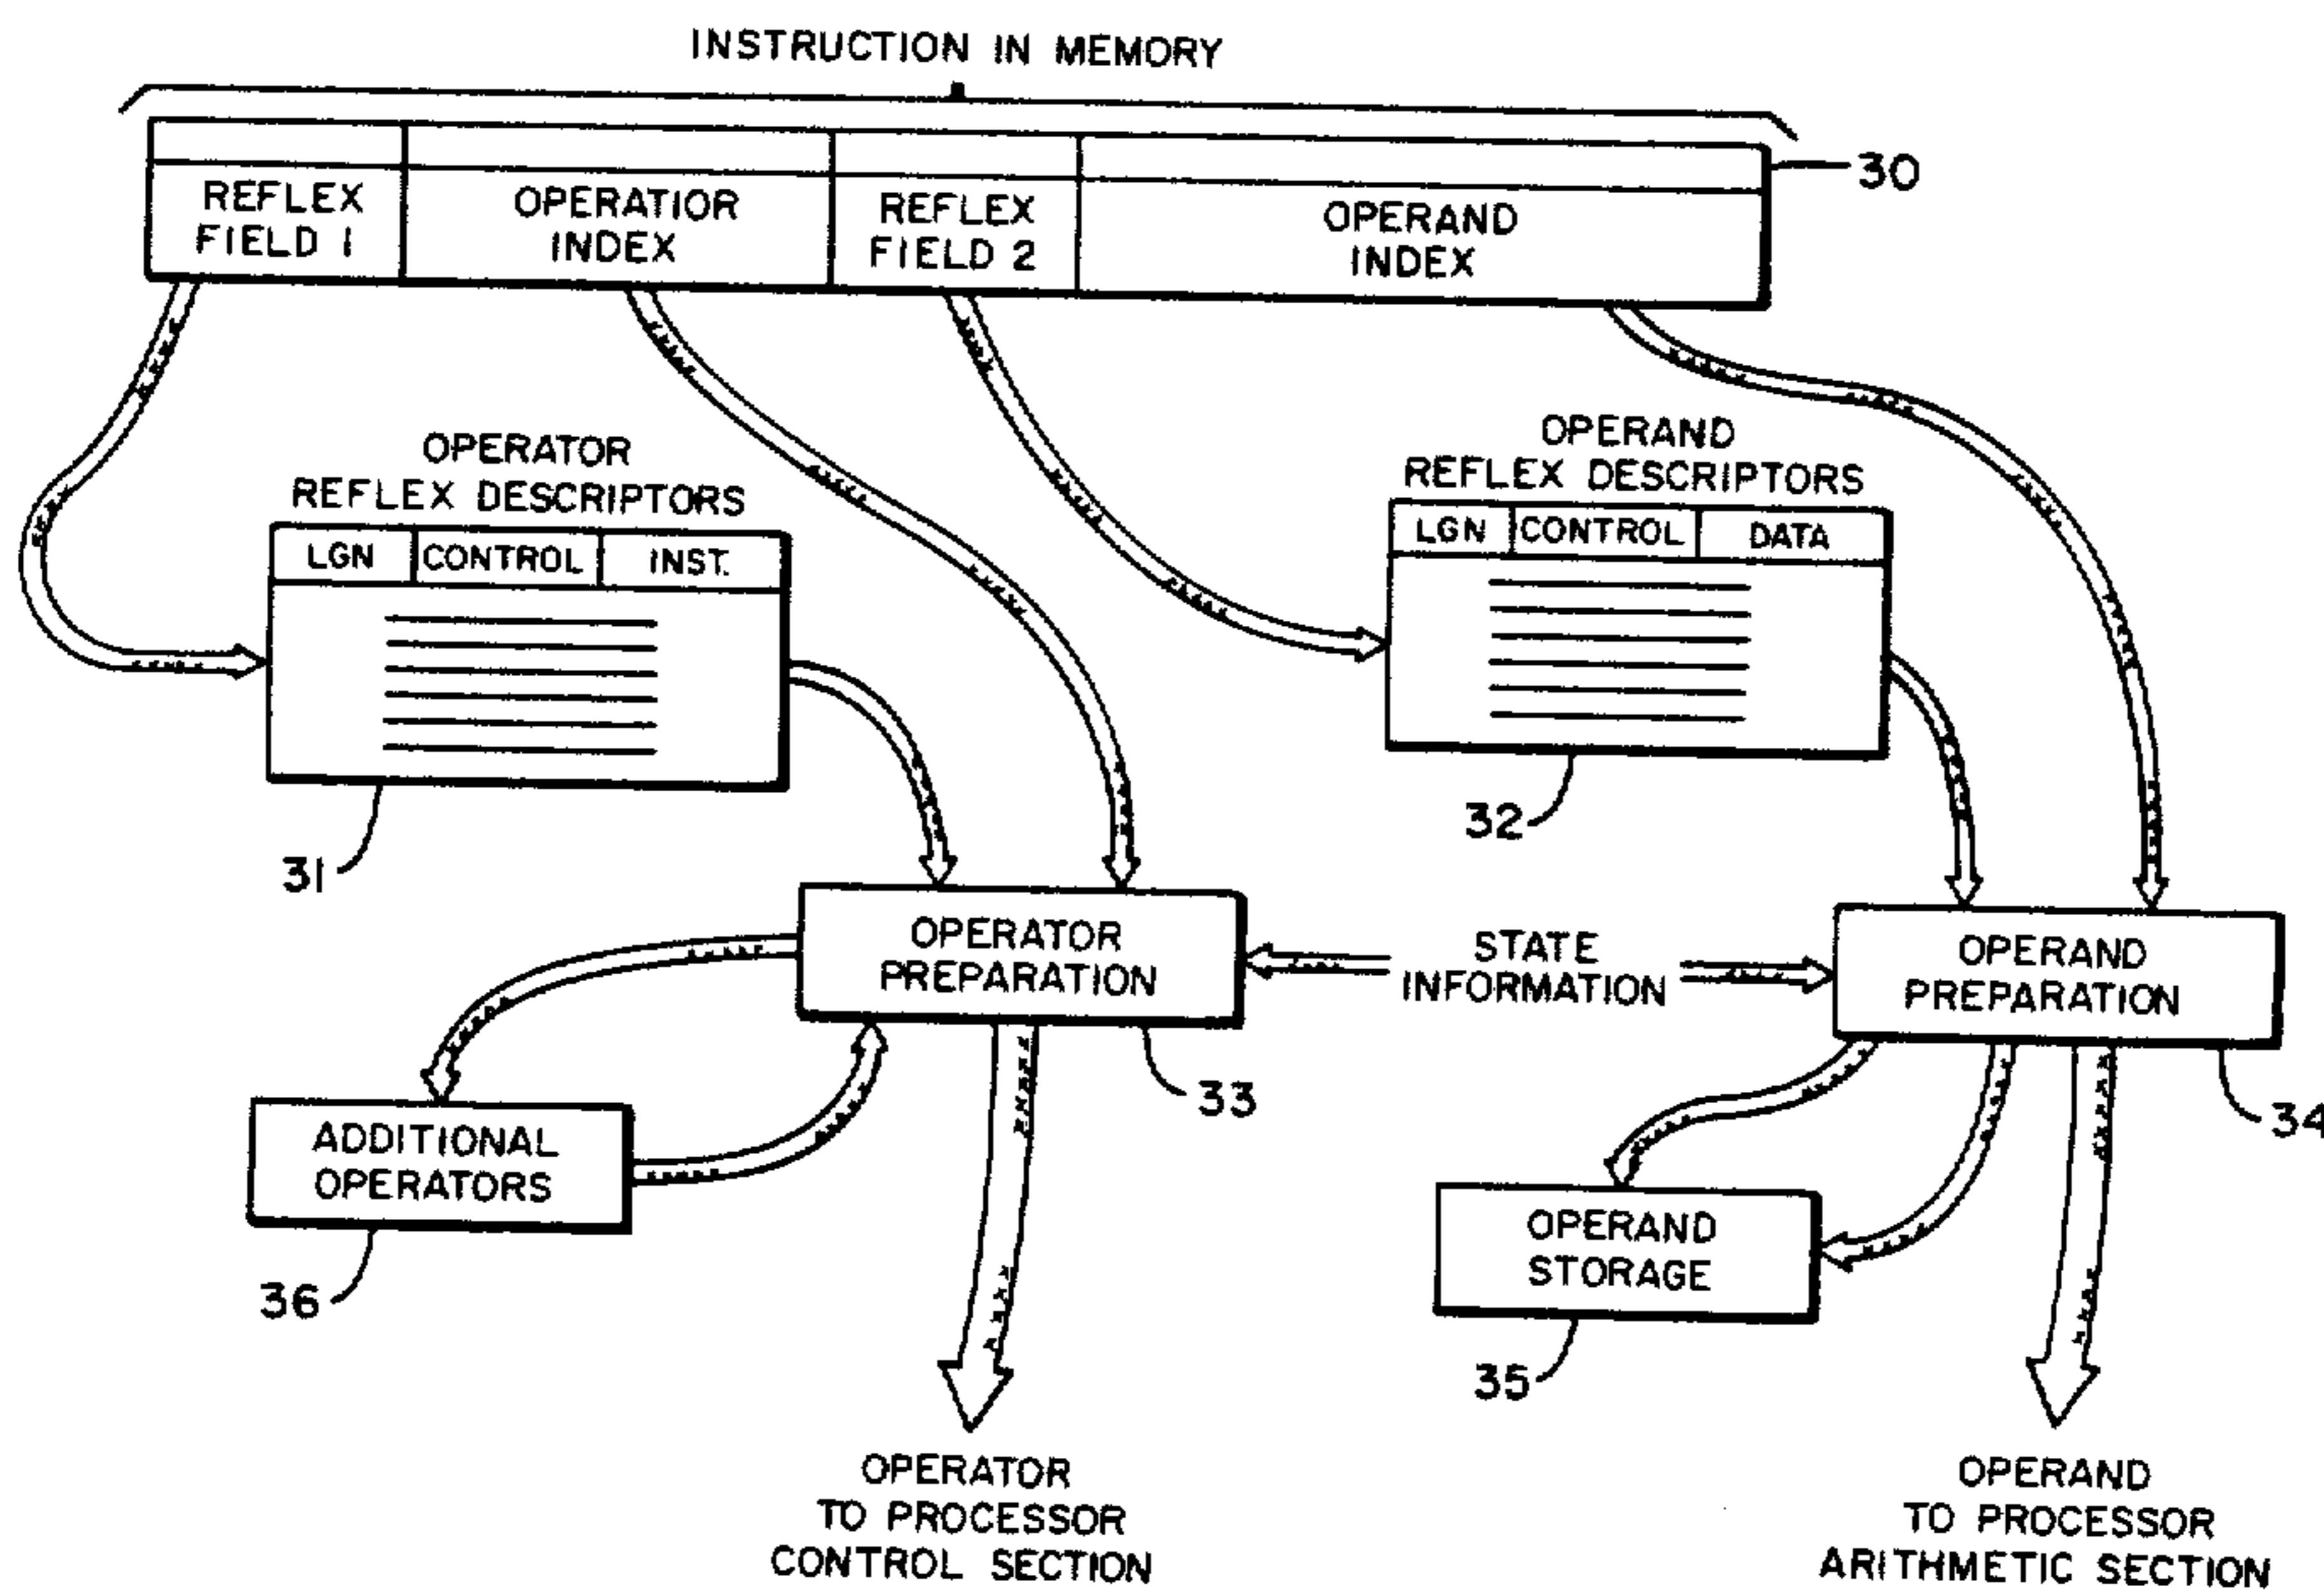 INSTRUCTION IN MEMORY
30
REFLEX
FIELD 1
OPERATIOR
INDEX
REFLEX
FIELD 2
OPERAND
INDEX
OPERATOR
REFLEX DESCRIPTORS
LGN CONTROL INST.
31
OPERAND
REFLEX DESCRIPTORS
LGN CONTROL DATA
32
OPERATOR
PREPARATION
33
STATE
INFORMATION
OPERAND
PREPARATION
34
ADDITIONAL
OPERATORS
36
OPERAND
STORAGE
35
OPERATOR
TO PROCESSOR
CONTROL SECTION
OPERAND
TO PROCESSOR
ARITHMETIC SECTION